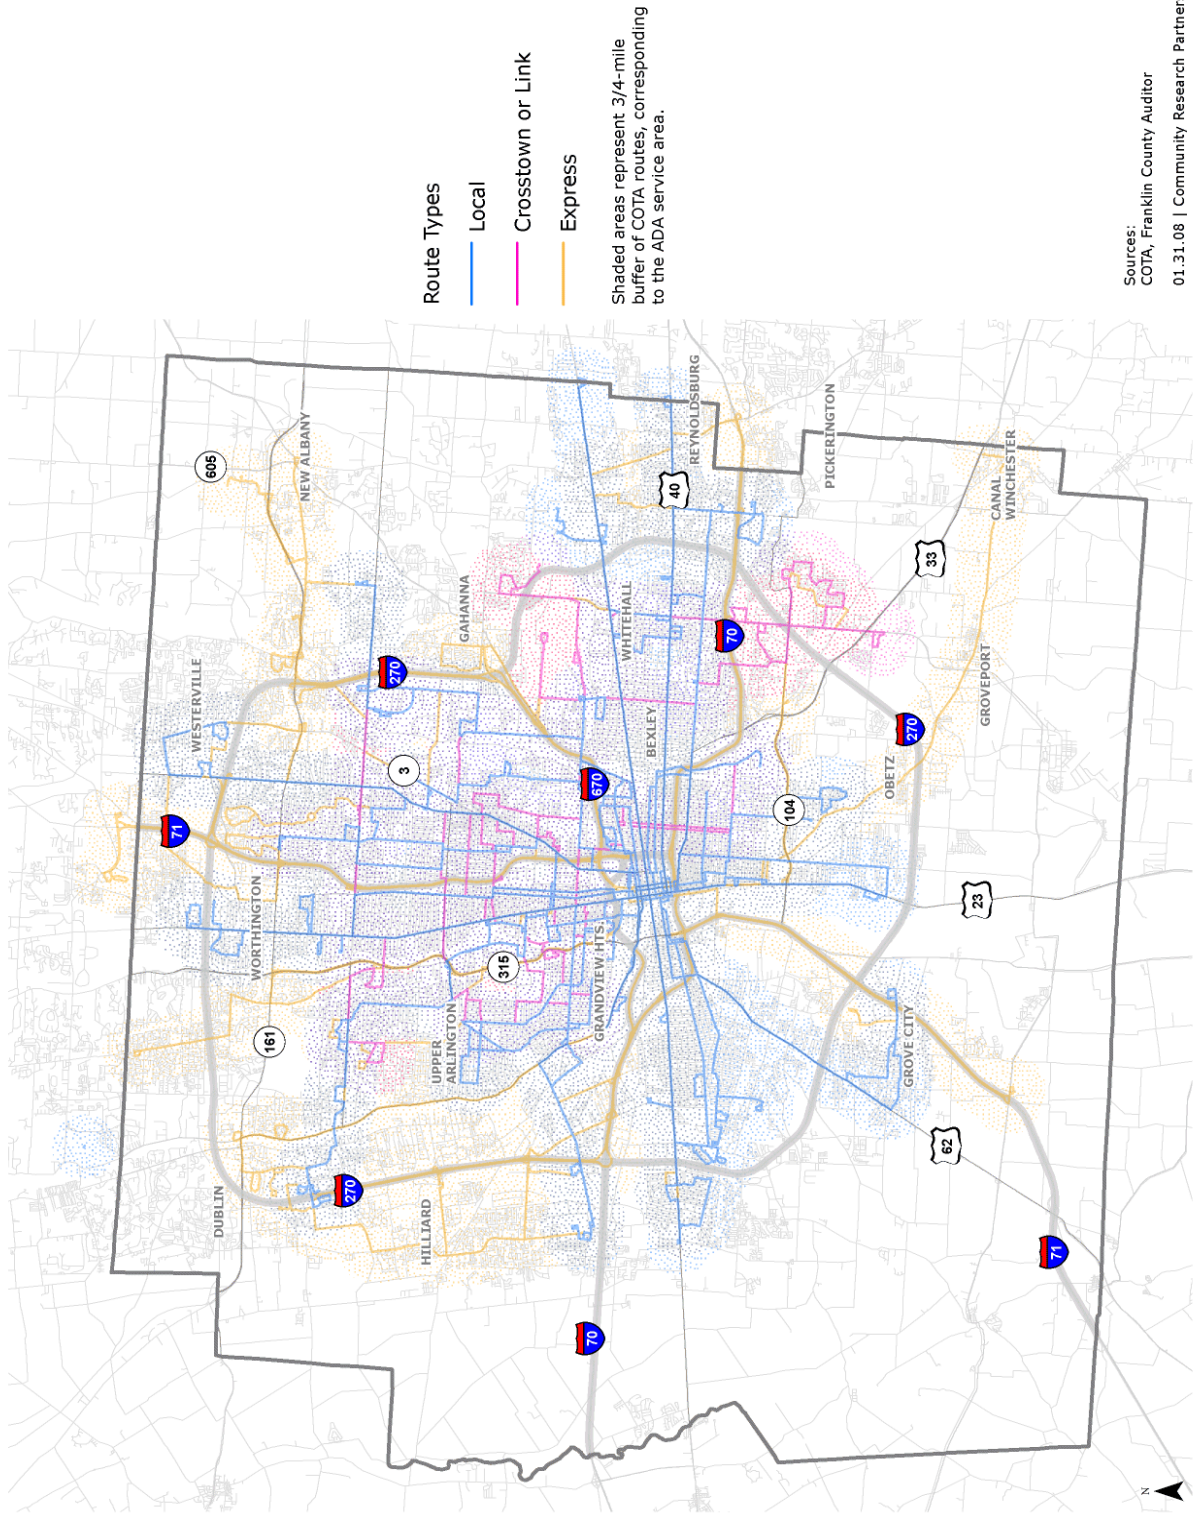 Route Types
Local
Crosstown or Link
Express
Shaded areas represent 3/4-mile
buffer of COTA routes, corresponding
to the ADA service area.
Sources:
COTA, Franklin County Auditor
01.31.08 | Community Research Partner
605
NEW ALBANY
REYNOLDSBURG
40
PICKERINGTON
CANAL
WINCHESTER
33
GAHANNA
WHITEHALL
70
WESTERVILLE
270
GROVEPORT
BEXLEY
270
3
670
OBETZ
104
71
WORTHINGTON
23
315
GRANDVIEW HTS.
161
UPPER
ARLINGTON
GROVE CITY
62
DUBLIN
270
HILLIARD
71
70
N